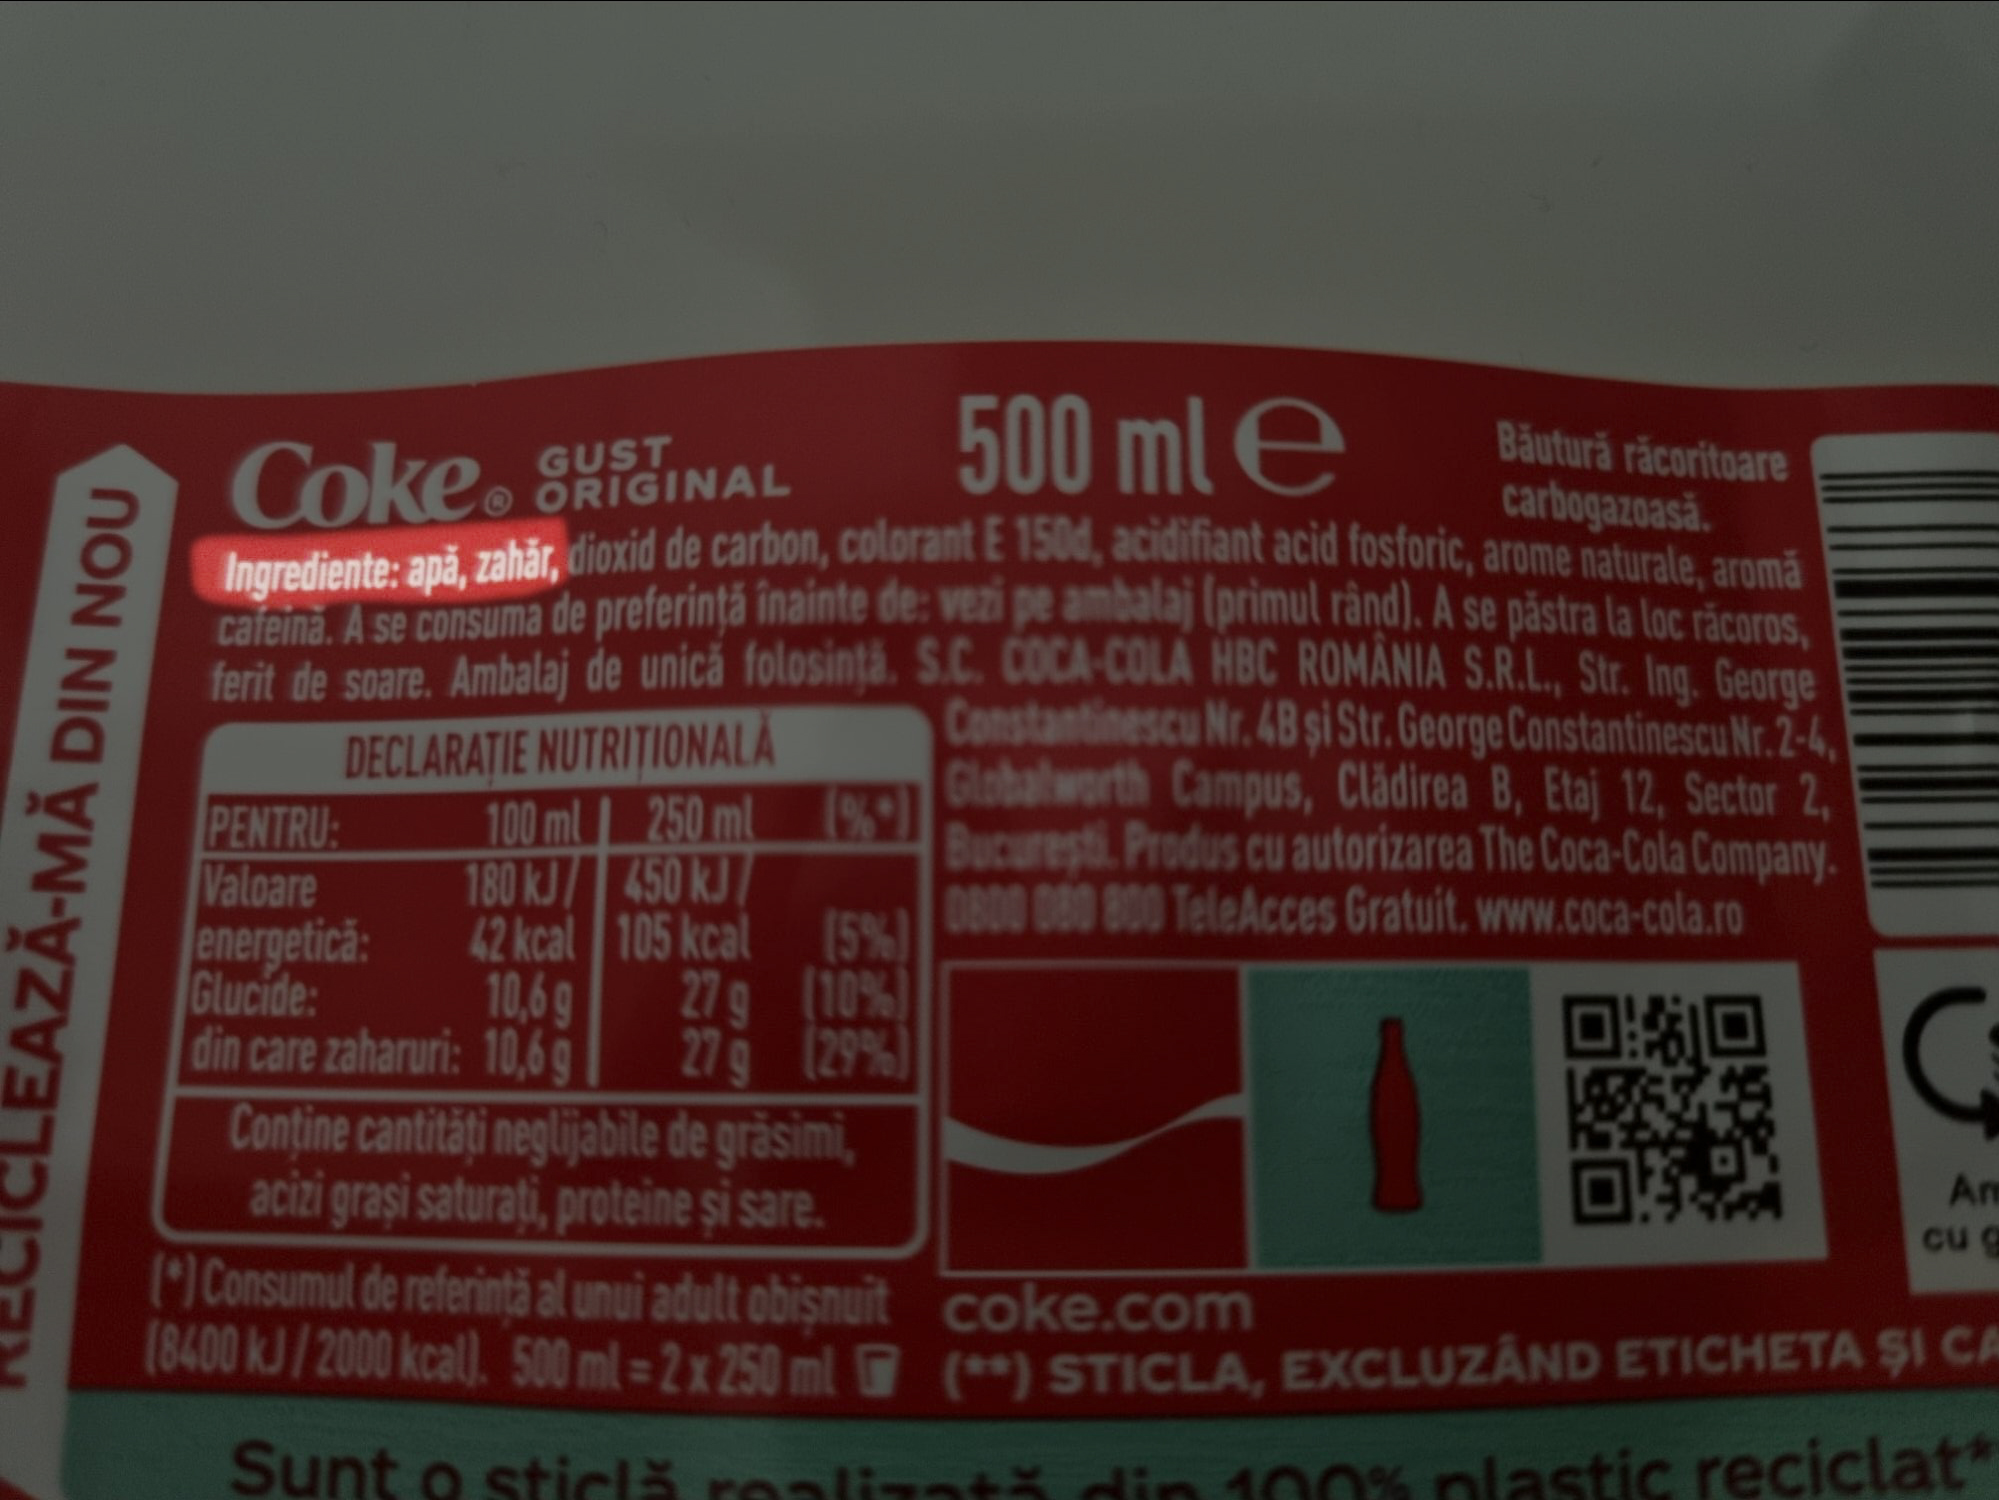 RECICLEAZĂ-MĂ DIN NOU
Coke® GUST ORIGINAL
500 ml e
Băutură răcoritoare
carbogazoasă.
Ingrediente: apă, zahăr, dioxid de carbon, colorant E 150d, acidifiant acid fosforic, arome naturale, aromă
cafeină. A se consuma de preferință înainte de: vezi pe ambalaj (primul rând). A se păstra la loc răcoros,
ferit de soare. Ambalaj de unică folosință. S.C. COCA-COLA HBC ROMÂNIA S.R.L., Str. Ing. George
Constantinescu Nr. 4B și Str. George Constantinescu Nr. 2-4,
Globalworth Campus, Clădirea B, Etaj 12, Sector 2,
București. Produs cu autorizarea The Coca-Cola Company.
0800 080 800 TeleAcces Gratuit. www.coca-cola.ro
DECLARAȚIE NUTRIȚIONALĂ
PENTRU: 100 ml 250 ml (%*)
Valoare 180 kJ/ 450 kJ/
energetică: 42 kcal 105 kcal (5%)
Glucide: 10,6 g 27 g (10%)
din care zaharuri: 10,6 g 27 g (29%)
Conține cantități neglijabile de grăsimi,
acizi grași saturați, proteine și sare.
(*) Consumul de referință al unui adult obișnuit
(8400 kJ / 2000 kcal). 500 ml = 2 x 250 ml
coke.com
(**) STICLA, EXCLUZÂND ETICHETA ȘI
cu
Sunt o sticlă realizată din 100% plastic reciclat*